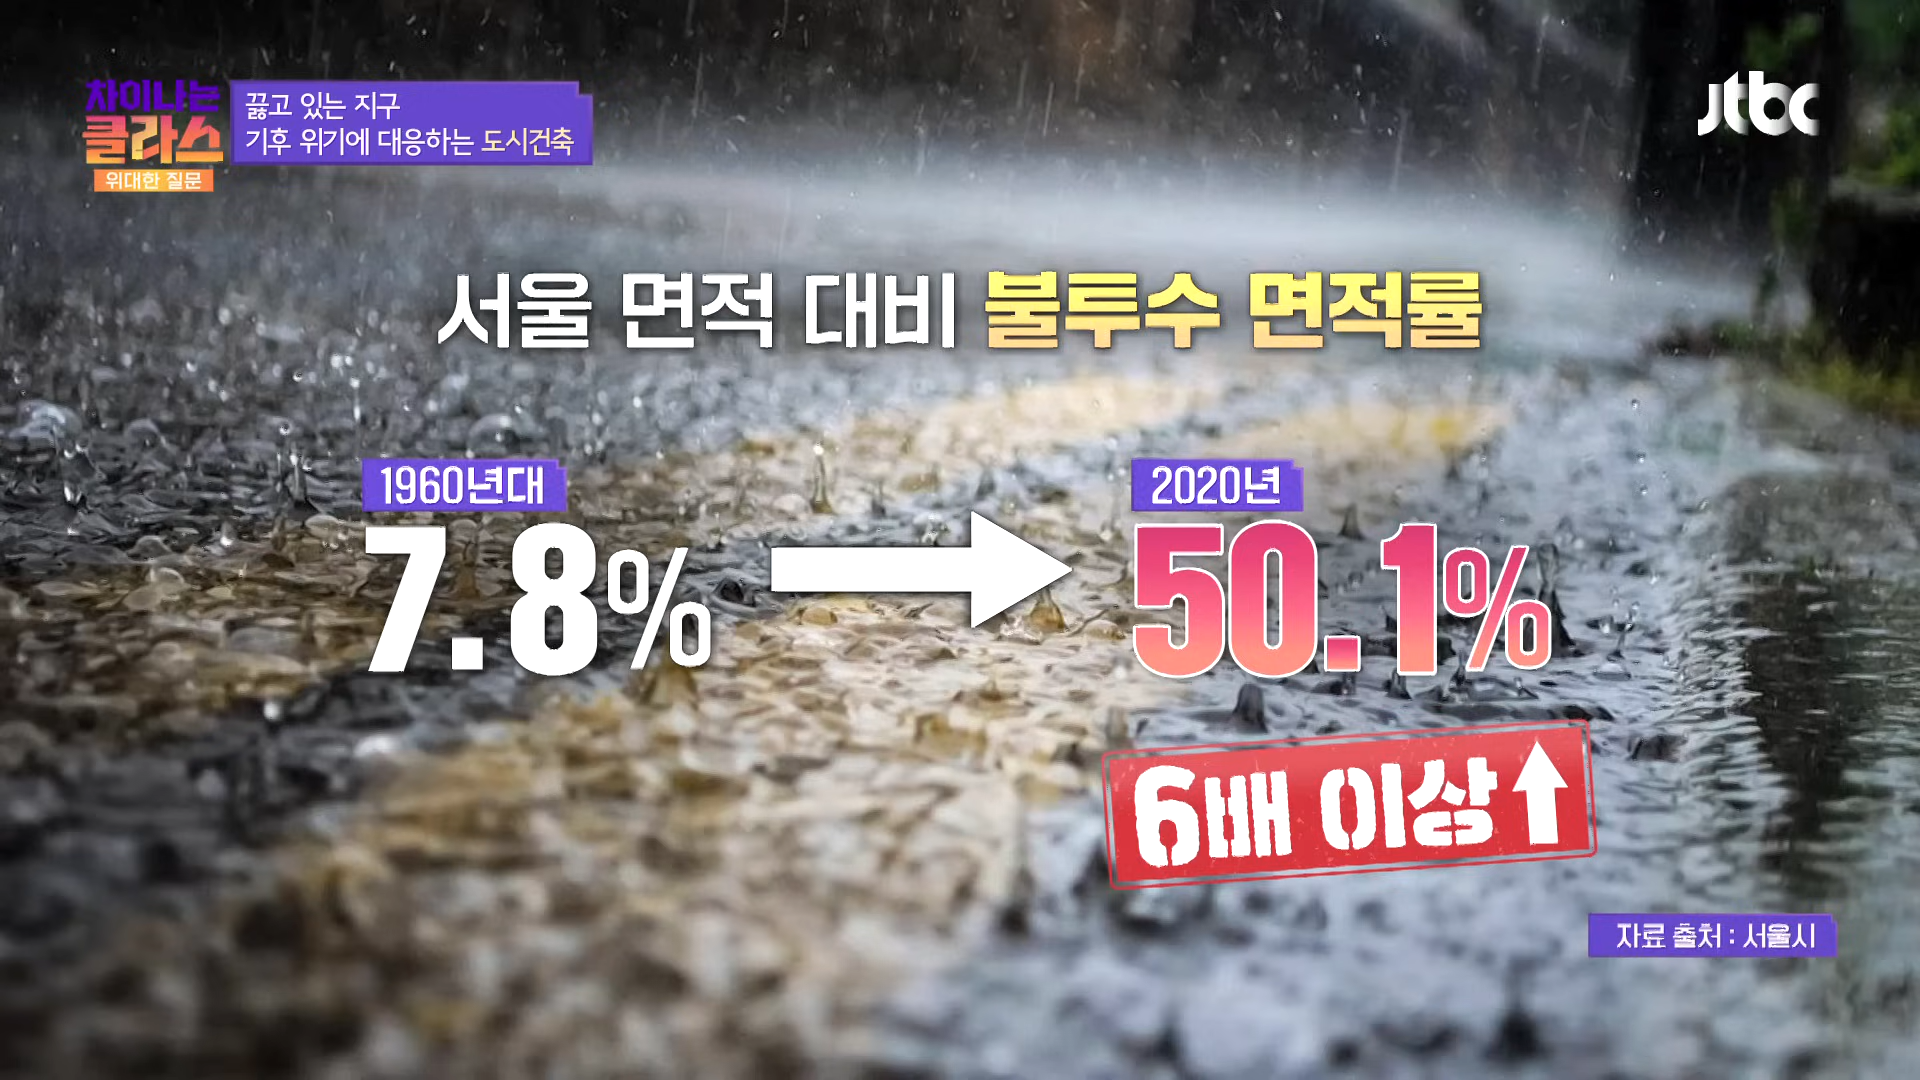 차이나는
클라스
위대한 질문
끓고 있는 지구
기후 위기에 대응하는 도시건축
jtbc
서울 면적 대비 불투수 면적률
1960년대
7.8%
2020년
50.1%
6배 이상
자료 출처 : 서울시